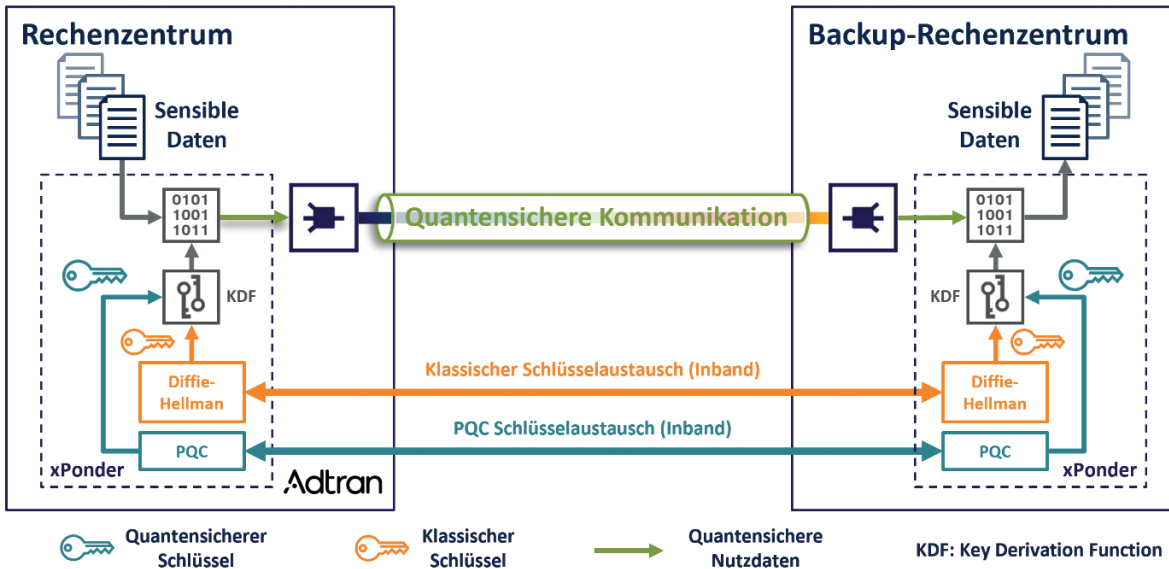 Rechenzentrum
Sensible
Daten
0101
1001
1011
KDF
Diffie-
Hellman
PQC
xPonder
Adtran
Quantensichere Kommunikation
Klassischer Schlüsselaustausch (Inband)
PQC Schlüsselaustausch (Inband)
Backup-Rechenzentrum
Sensible
Daten
0101
1001
1011
KDF
Diffie-
Hellman
PQC
xPonder
Quantensicherer
Schlüssel
Klassischer
Schlüssel
Quantensichere
Nutzdaten
KDF: Key Derivation Function